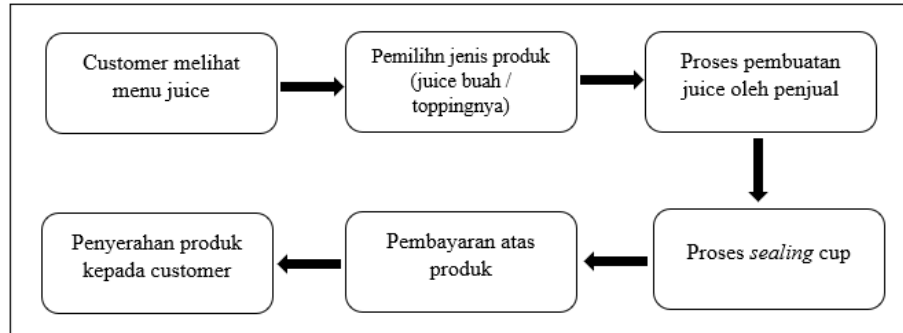 Customer melihat
menu juice
Pemilihn jenis produk
(juice buah /
toppingnya)
Proses pembuatan
juice oleh penjual
Penyerahan produk
kepada customer
Pembayaran atas
produk
Proses sealing cup